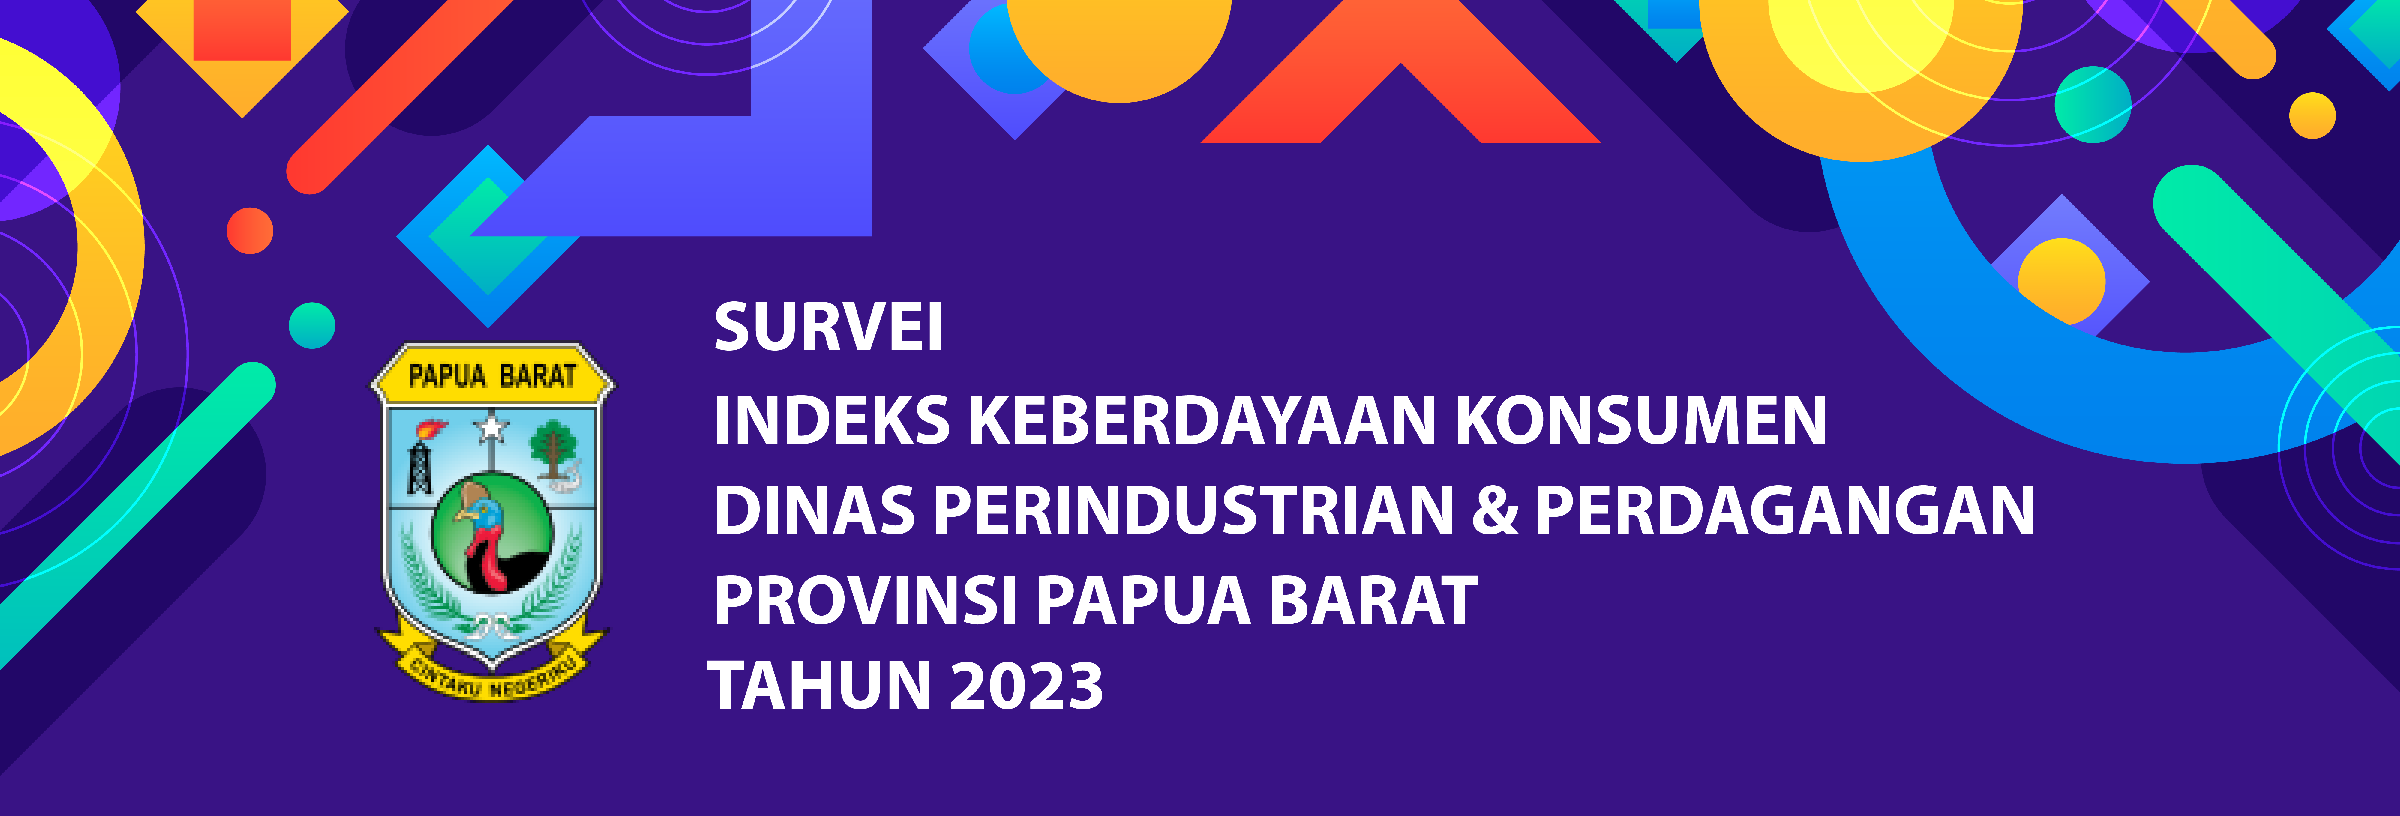 SURVEI
INDEKS KEBERDAYAAN KONSUMEN
DINAS PERINDUSTRIAN & PERDAGANGAN
PROVINSI PAPUA BARAT
TAHUN 2023
PAPUA BARAT
CINTAKU NEGERIKU